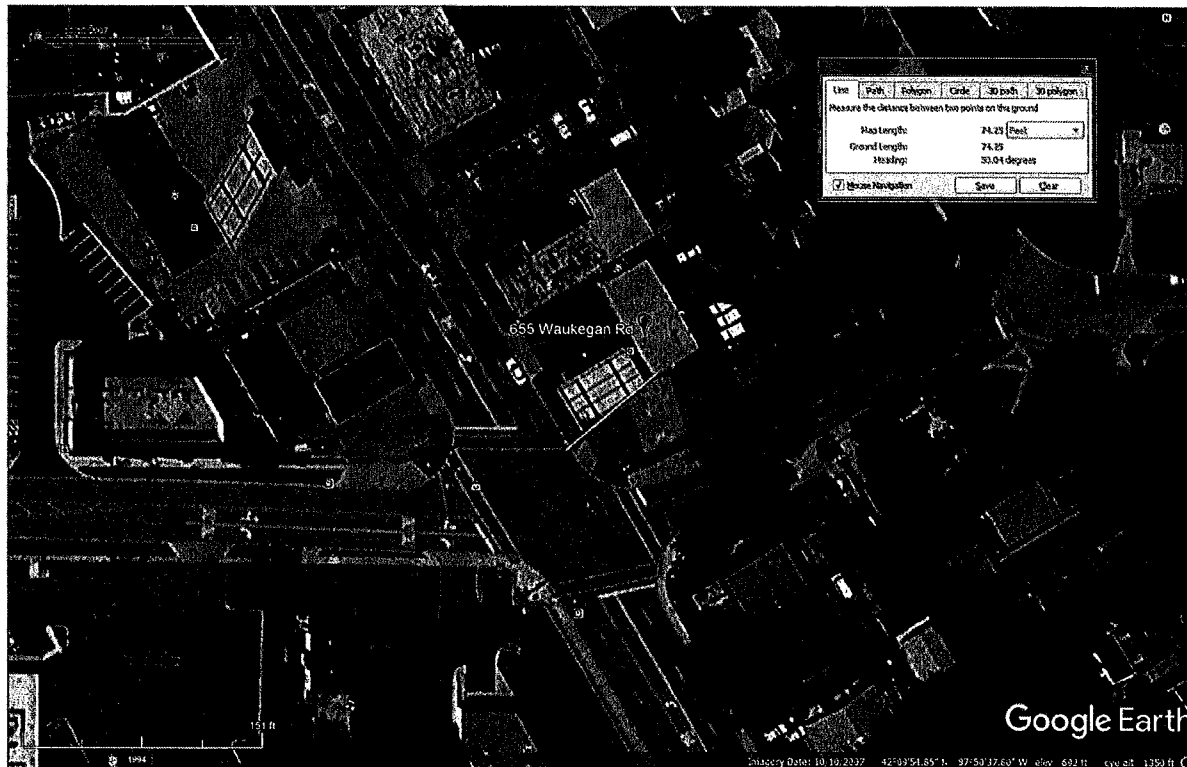 Line Path Polygon Circle 3D path 3D polygon
Measure the distance between two points on the ground
Map Length: 74.25 Feet
Ground Length: 74.25
Heading:
Mouse Navigation Save Clear
655 Waukegan Rd
151 ft
Google Earth
1994
Imagery Date: